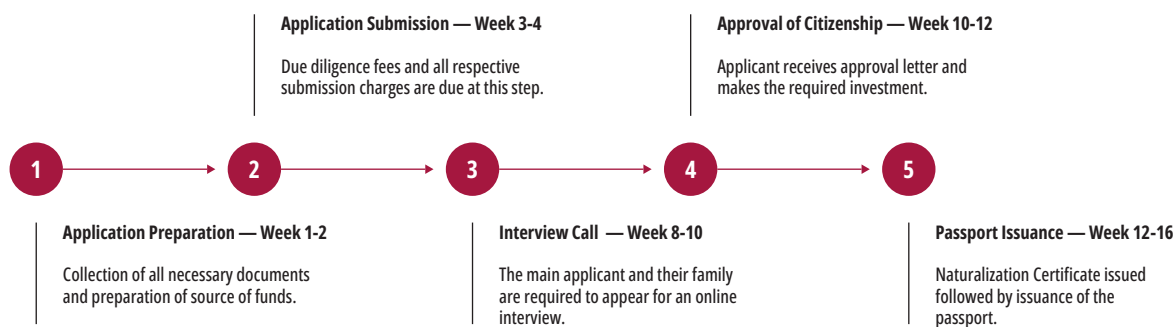 Application Submission — Week 3-4
Due diligence fees and all respective
submission charges are due at this step.
Approval of Citizenship — Week 10-12
Applicant receives approval letter and
makes the required investment.
1
2
3
4
5
Application Preparation — Week 1-2
Collection of all necessary documents
and preparation of source of funds.
Interview Call — Week 8-10
The main applicant and their family
are required to appear for an online
interview.
Passport Issuance — Week 12-16
Naturalization Certificate issued
followed by issuance of the
passport.